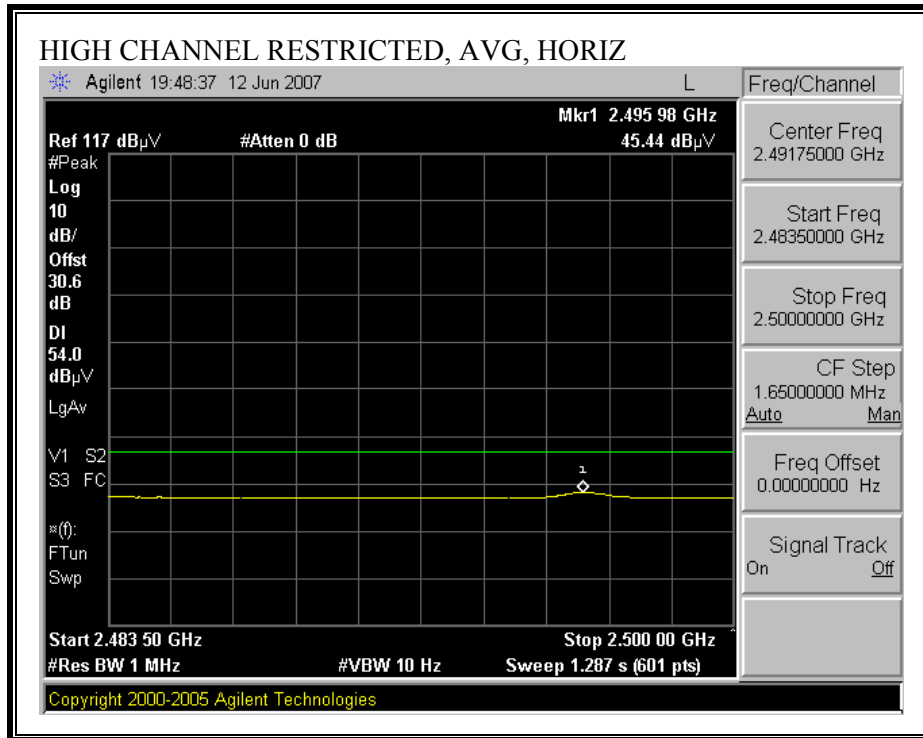 HIGH CHANNEL RESTRICTED, AVG, HORIZ
Agilent 19:48:37 12 Jun 2007 L
Mkr1 2.495 98 GHz
Ref 117 dBµV #Atten 0 dB 45.44 dBµV
#Peak
Log
10
dB/
Offst
30.6
dB
DI
54.0
dBµV
LgAv
V1 S2
S3 FC
¤(f):
FTun
Swp
1
Start 2.483 50 GHz Stop 2.500 00 GHz ^
#Res BW 1 MHz #VBW 10 Hz Sweep 1.287 s (601 pts)
Copyright 2000-2005 Agilent Technologies
Freq/Channel
Center Freq
2.49175000 GHz
Start Freq
2.48350000 GHz
Stop Freq
2.50000000 GHz
CF Step
1.65000000 MHz
Auto Man
Freq Offset
0.00000000 Hz
Signal Track
On Off